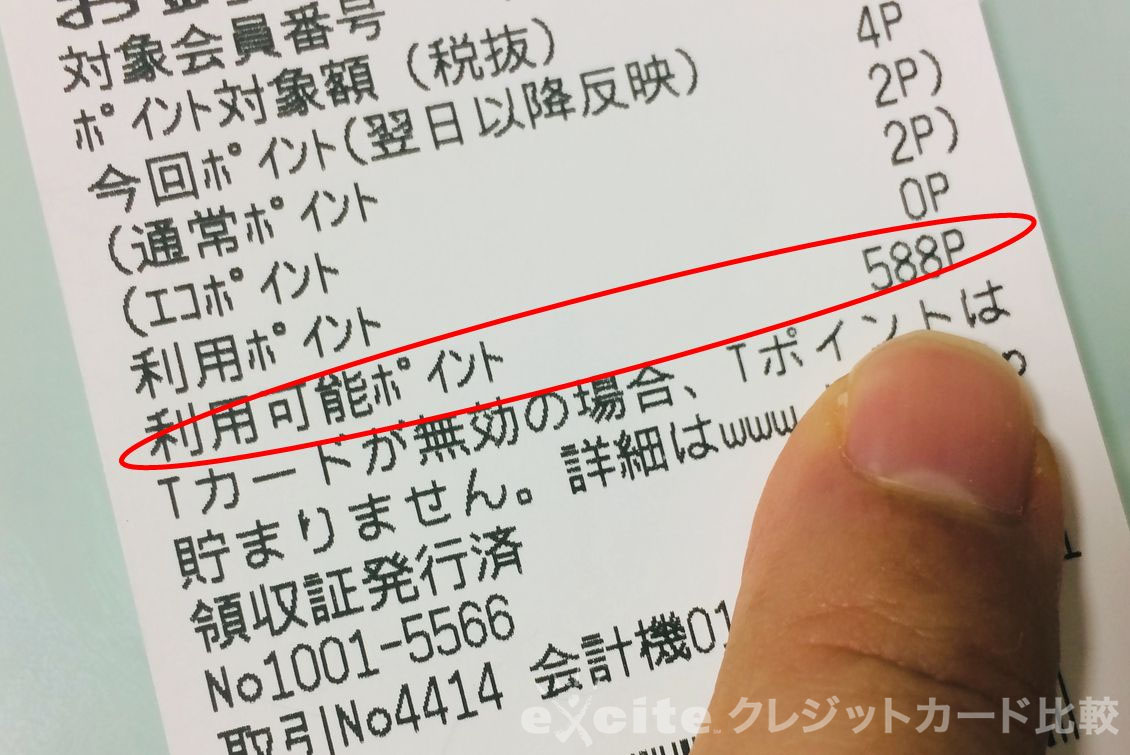 対象会員番号
ポイント対象額（税抜）
今回ポイント(翌日以降反映) 4P
(通常ポイント 2P)
(エコポイント 2P)
利用ポイント 0P
利用可能ポイント 588P
Tカードが無効の場合、Tポイントは
貯まりません。詳細はwww
領収証発行済
No1001-5566
取引No4414 会計機01
excite クレジットカード比較